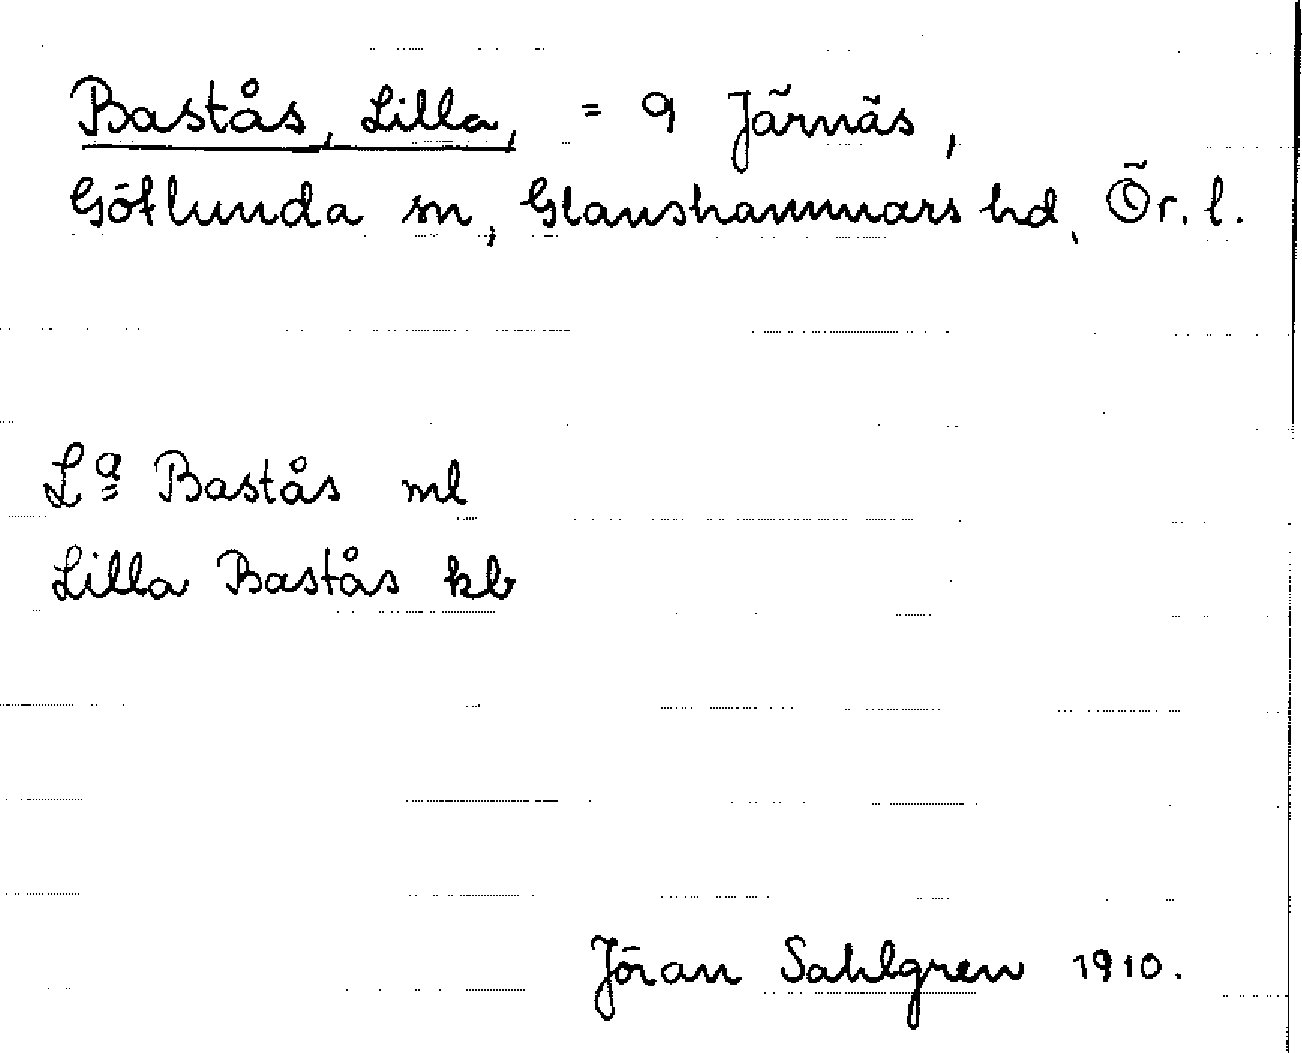 Bastås, Lilla, = 9 Järnäs,
Götlunda sn, Glanshammars hd, Ör. l.
La Bastås ml
Lilla Bastås kb
Jöran Sahlgren 1910.